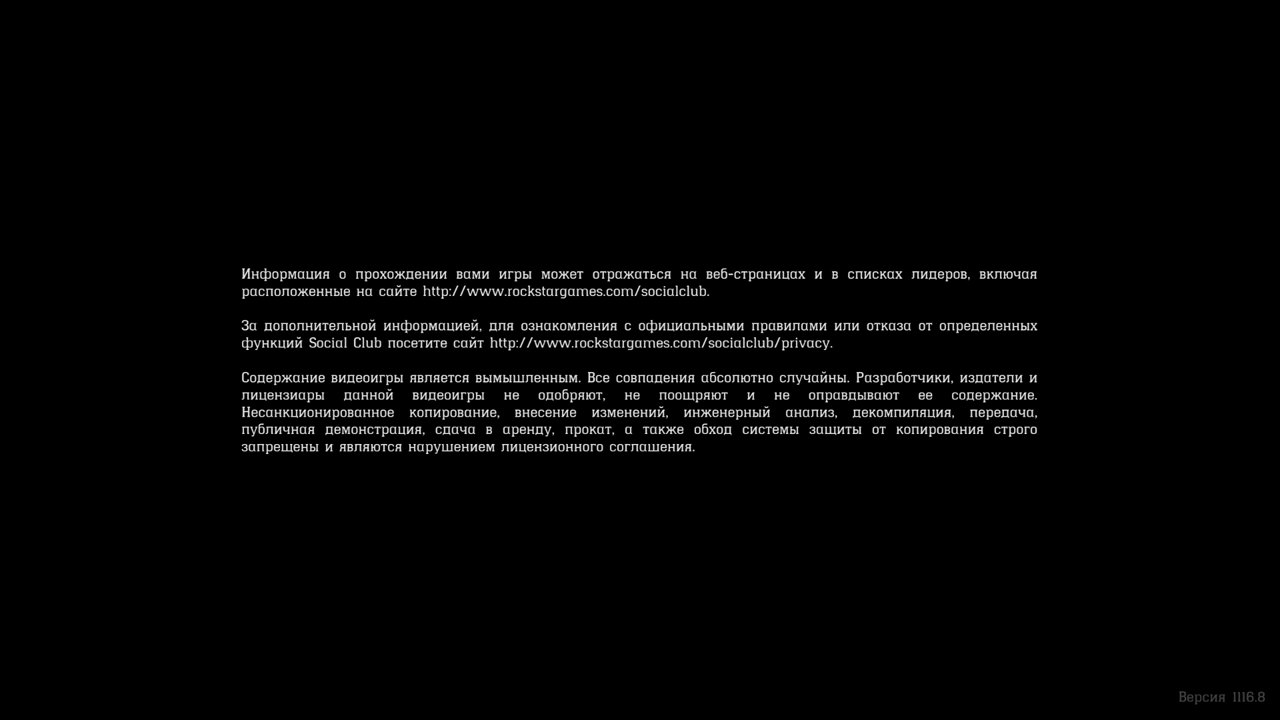 Информация о прохождении вами игры может отражаться на веб-страницах и в списках лидеров, включая
расположенные на сайте http://www.rockstargames.com/socialclub.
За дополнительной информацией, для ознакомления с официальными правилами или отказа от определенных
функций Social Club посетите сайт http://www.rockstargames.com/socialclub/privacy.
Содержание видеоигры является вымышленным. Все совпадения абсолютно случайны. Разработчики, издатели и
лицензиары данной видеоигры не одобряют, не поощряют и не оправдывают ее содержание.
Несанкционированное копирование, внесение изменений, инженерный анализ, декомпиляция, передача,
публичная демонстрация, сдача в аренду, прокат, а также обход системы защиты от копирования строго
запрещены и являются нарушением лицензионного соглашения.
Версия 1116.8